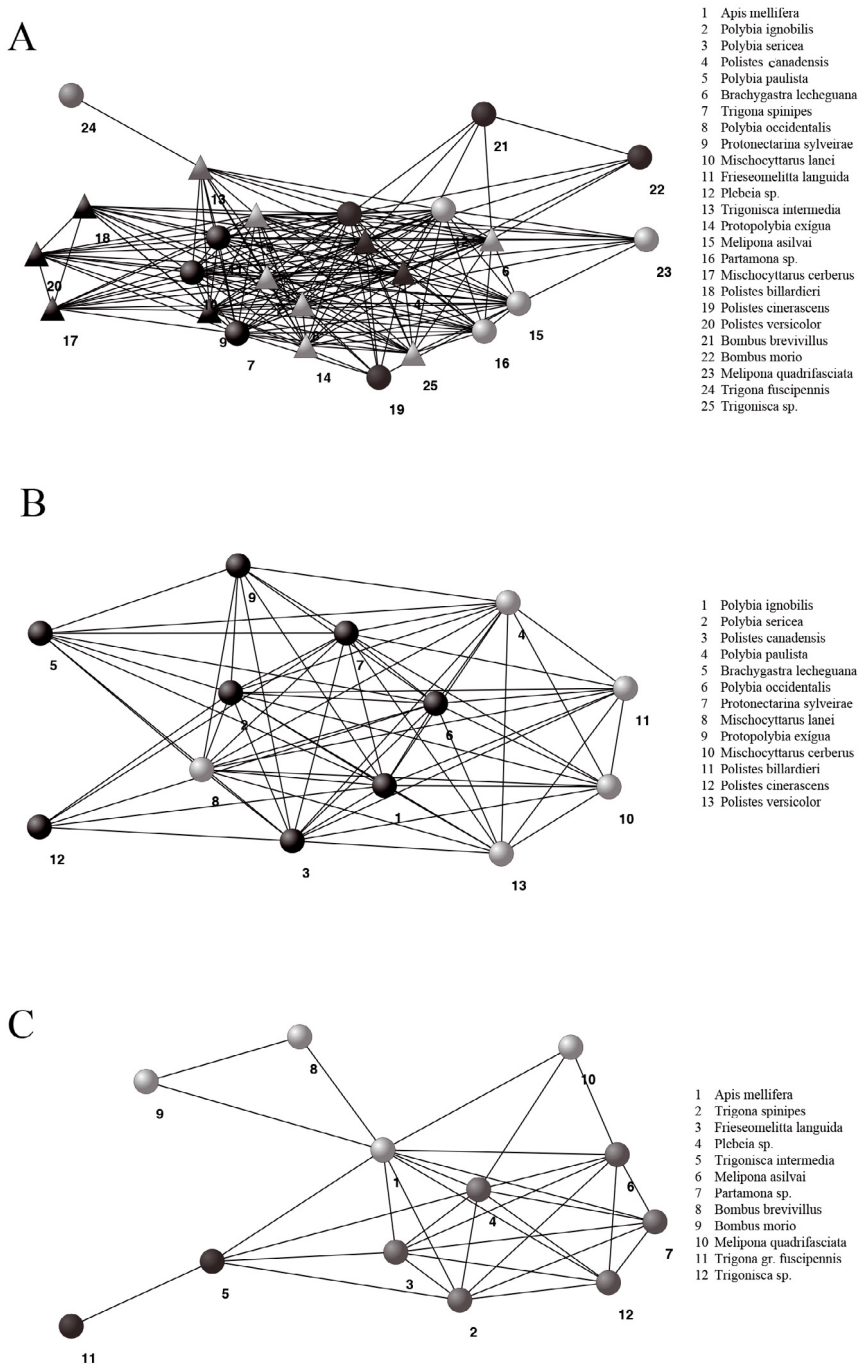 A
1 Apis mellifera
2 Polybia ignobilis
3 Polybia sericea
4 Polistes canadensis
5 Polybia paulista
6 Brachygastra lecheguana
7 Trigona spinipes
8 Polybia occidentalis
9 Protonectarina sylveirae
10 Mischocyttarus lanei
11 Frieseomelitta languida
12 Plebeia sp.
13 Trigonisca intermedia
14 Protopolybia exígua
15 Melipona asilvai
16 Partamona sp.
17 Mischocyttarus cerberus
18 Polistes billardieri
19 Polistes cinerascens
20 Polistes versicolor
21 Bombus brevivillus
22 Bombus morio
23 Melipona quadrifasciata
24 Trigona fuscipennis
25 Trigonisca sp.
24
21
22
13
18
6
23
20
4
17
9
7
15
16
14
25
19
B
1 Polybia ignobilis
2 Polybia sericea
3 Polistes canadensis
4 Polybia paulista
5 Brachygastra lecheguana
6 Polybia occidentalis
7 Protonectarina sylveirae
8 Mischocyttarus lanei
9 Protopolybia exígua
10 Mischocyttarus cerberus
11 Polistes billardieri
12 Polistes cinerascens
13 Polistes versicolor
9
4
5
7
11
2
6
8
10
1
12
3
13
C
1 Apis mellifera
2 Trigona spinipes
3 Frieseomelitta languida
4 Plebeia sp.
5 Trigonisca intermedia
6 Melipona asilvai
7 Partamona sp.
8 Bombus brevivillus
9 Bombus morio
10 Melipona quadrifasciata
11 Trigona gr. fuscipennis
12 Trigonisca sp.
8
10
9
1
6
4
7
3
5
12
2
11